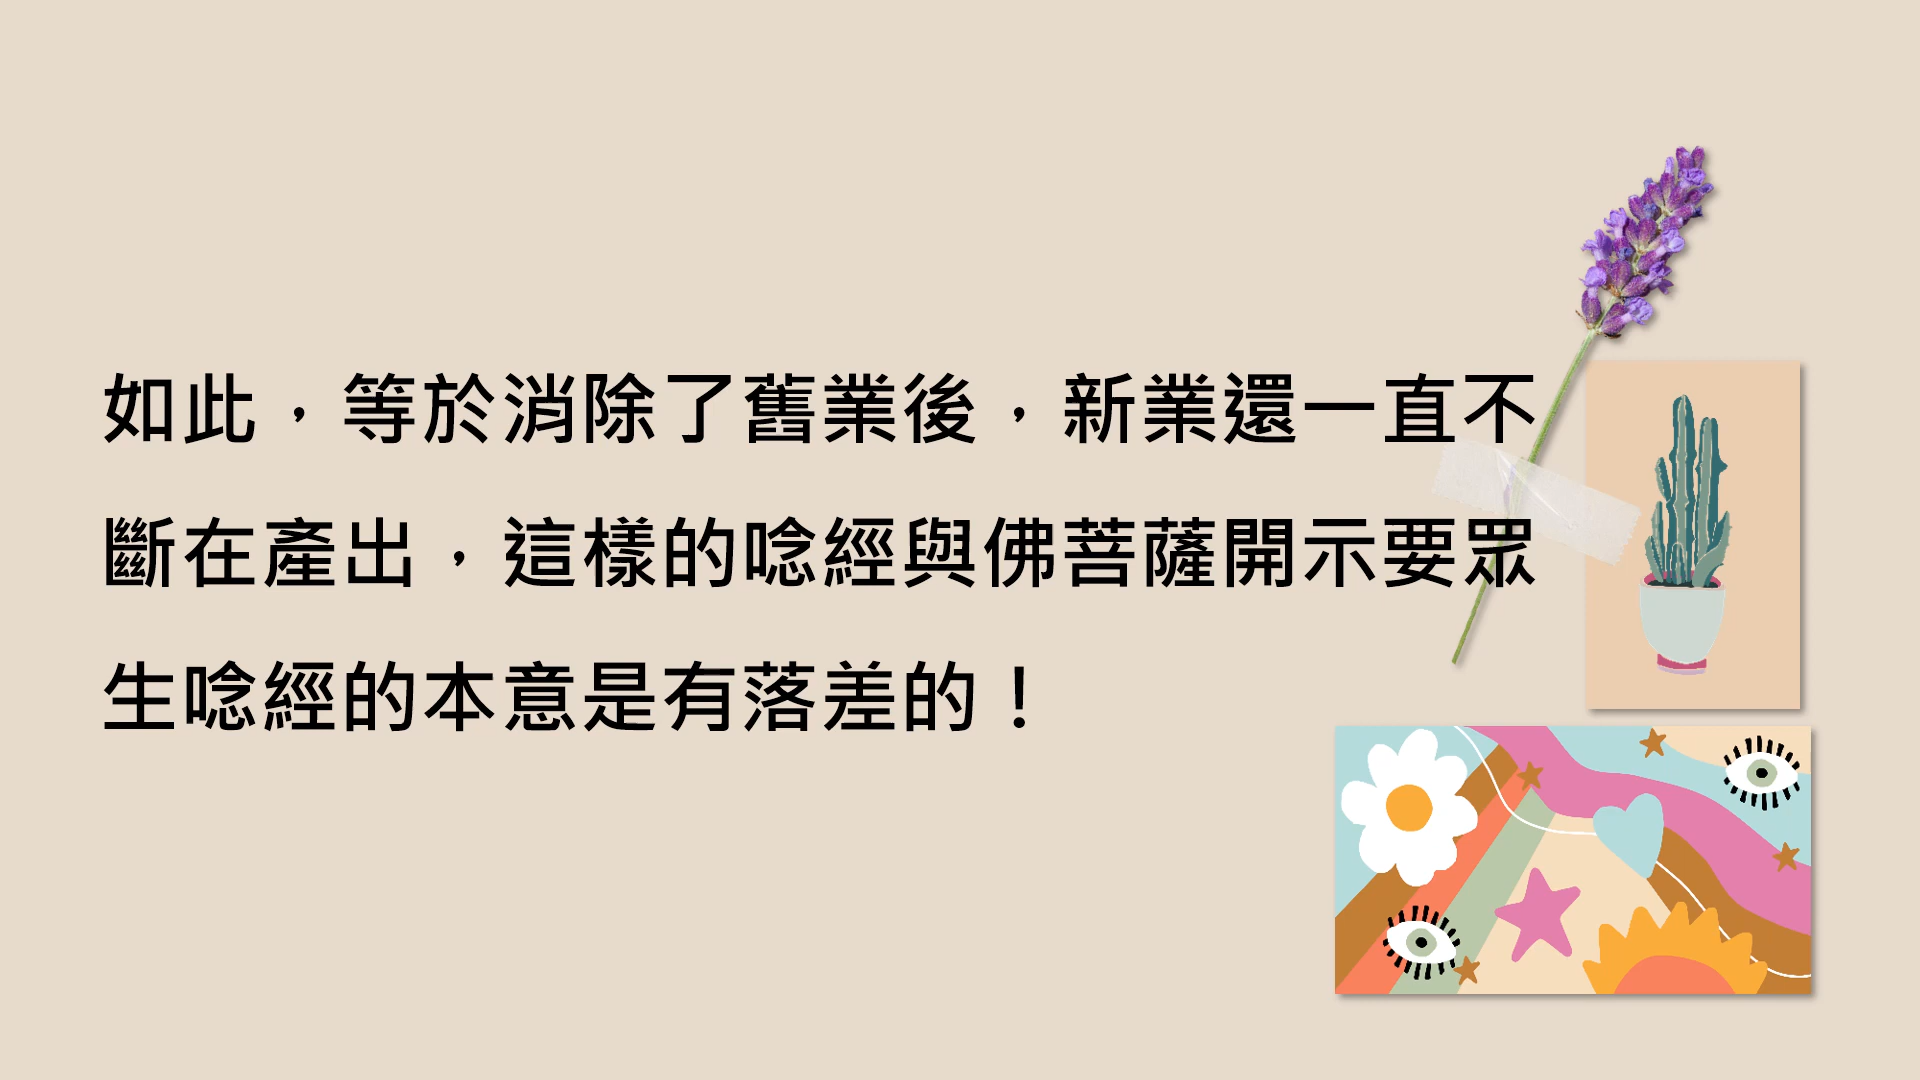 如此，等於消除了舊業後，新業還一直不
斷在產出，這樣的唸經與佛菩薩開示要眾
生唸經的本意是有落差的！